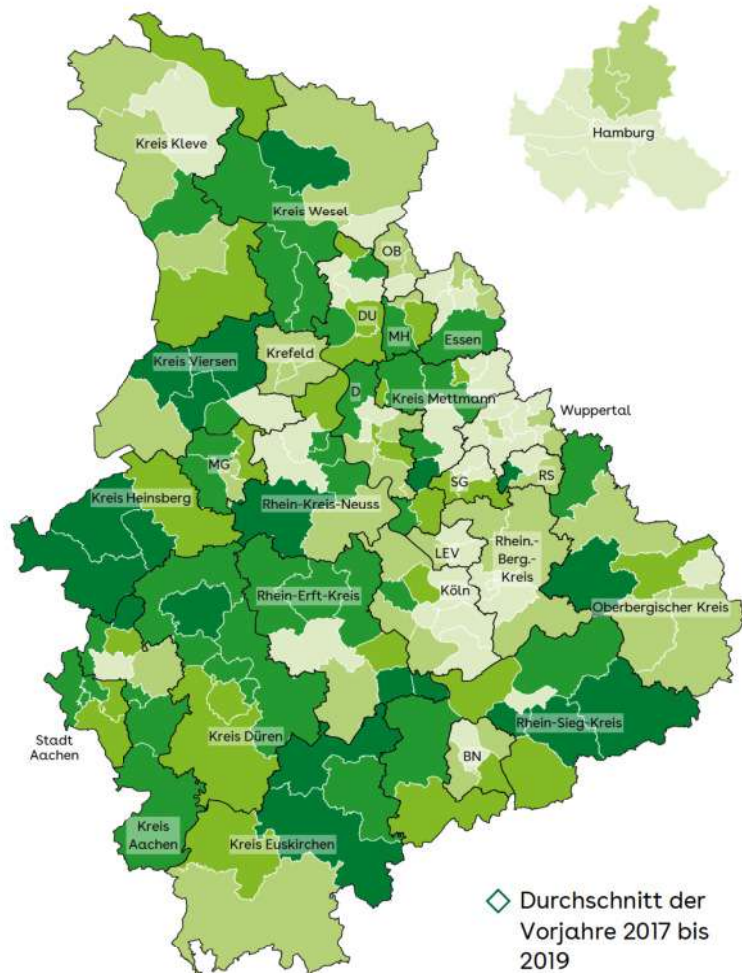 Hamburg
Kreis Kleve
Kreis Wesel
OB
DU
MH
Essen
Krefeld
Kreis Viersen
D
Kreis Mettmann
Wuppertal
MG
SG
RS
Kreis Heinsberg
Rhein-Kreis-Neuss
LEV
Rhein.-
Berg.-
Kreis
Rhein-Erft-Kreis
Köln
Oberbergischer Kreis
Rhein-Sieg-Kreis
Stadt
Aachen
Kreis Düren
BN
Kreis
Aachen
Kreis Euskirchen
Durchschnitt der
Vorjahre 2017 bis
2019